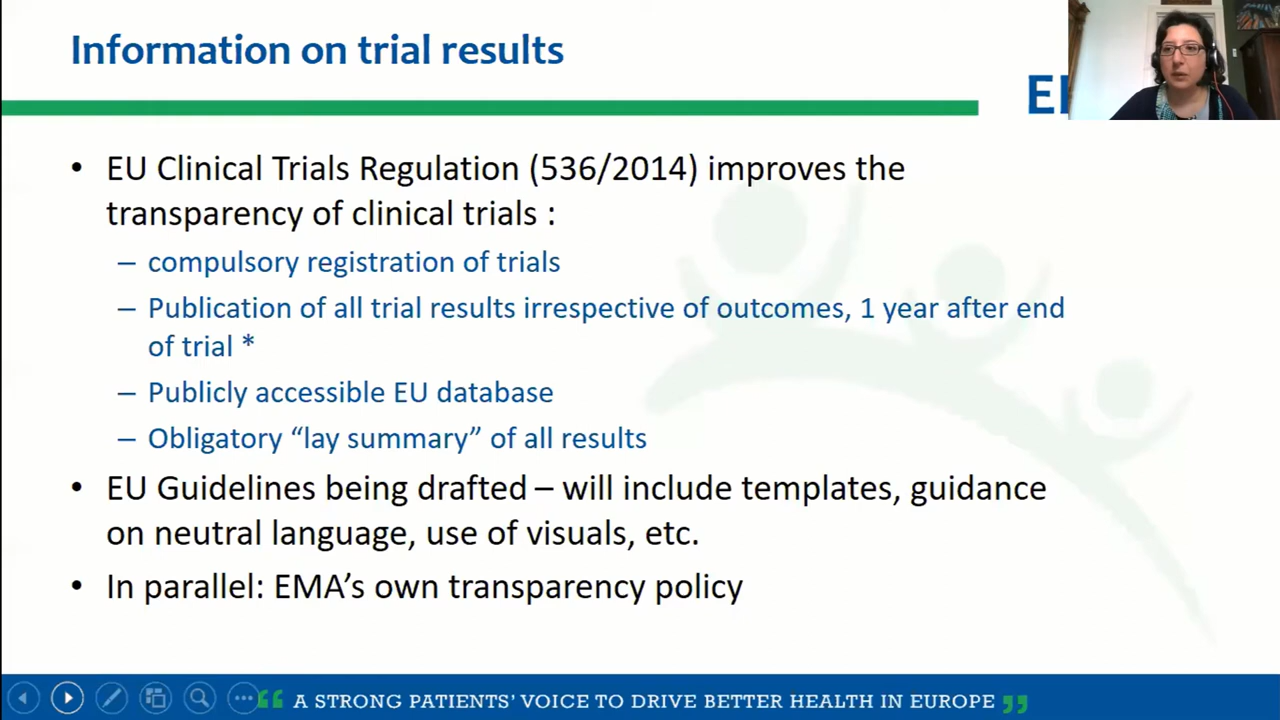 Information on trial results
• EU Clinical Trials Regulation (536/2014) improves the
transparency of clinical trials :
– compulsory registration of trials
– Publication of all trial results irrespective of outcomes, 1 year after end
of trial *
– Publicly accessible EU database
– Obligatory “lay summary” of all results
• EU Guidelines being drafted – will include templates, guidance
on neutral language, use of visuals, etc.
• In parallel: EMA’s own transparency policy
“ A STRONG PATIENTS’ VOICE TO DRIVE BETTER HEALTH IN EUROPE ”